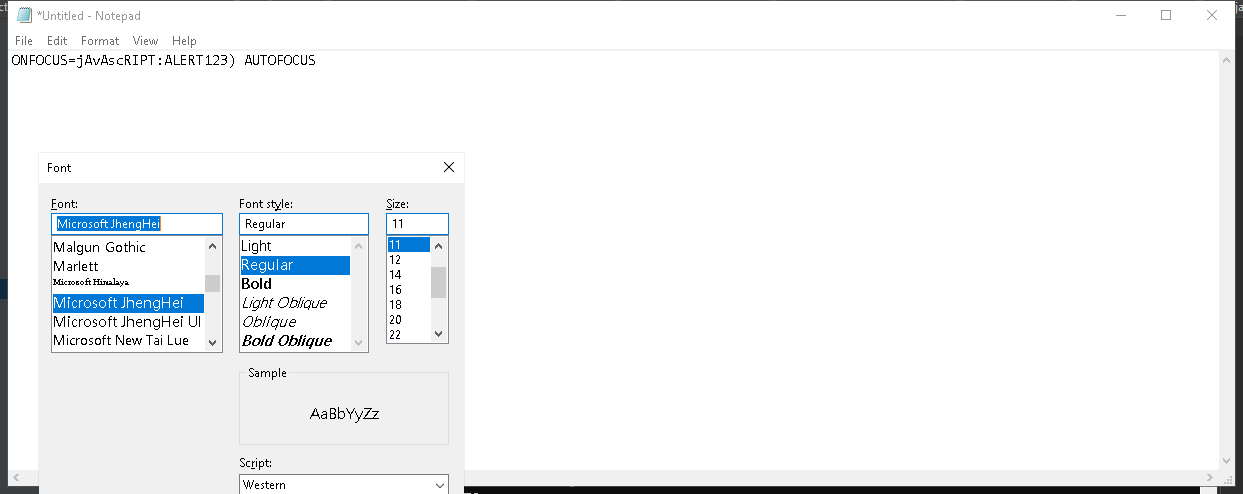 *Untitled - Notepad
File Edit Format View Help
ONFOCUS=jAvAscRIPT:ALERT123) AUTOFOCUS
Font
Font: Font style: Size:
Microsoft JhengHei Regular 11
Malgun Gothic Light 11
Marlett Regular 12
Microsoft Himalaya Bold 14
Microsoft JhengHei Light Oblique 16
Microsoft JhengHei UI Oblique 18
Microsoft New Tai Lue Bold Oblique 20
22
Sample
AaBbYyZz
Script:
Western